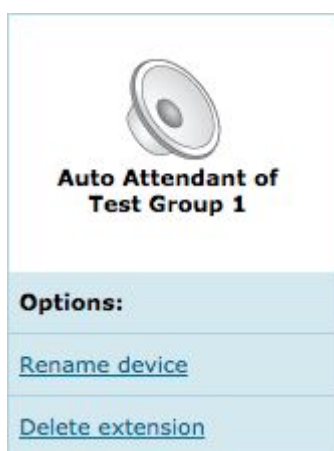 Auto Attendant of
Test Group 1
Options:
Rename device
Delete extension